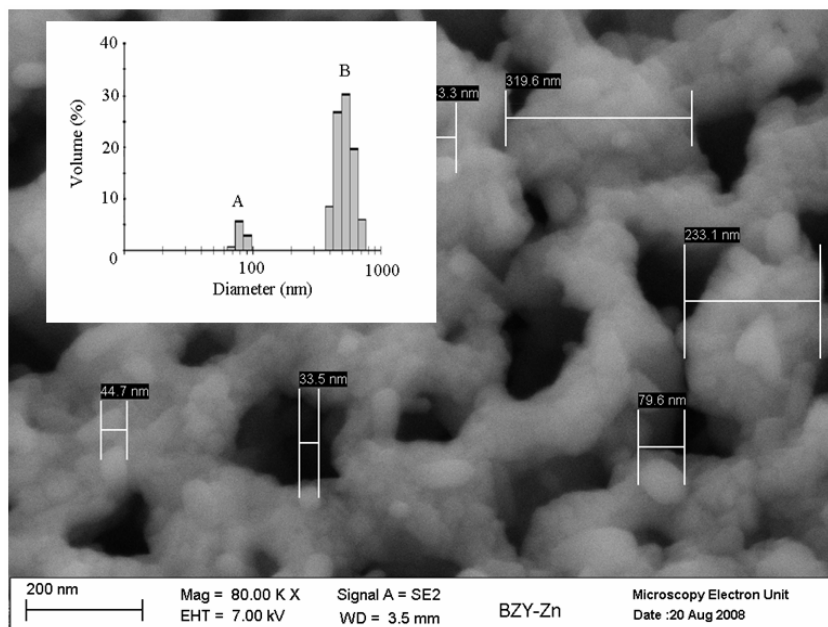 40
30
20
10
0
Volume (%)
A
B
100
1000
Diameter (nm)
3.3 nm
319.6 nm
233.1 nm
44.7 nm
33.5 nm
79.6 nm
200 nm
Mag = 80.00 K X
EHT = 7.00 kV
Signal A = SE2
WD = 3.5 mm
BZY-Zn
Microscopy Electron Unit
Date :20 Aug 2008